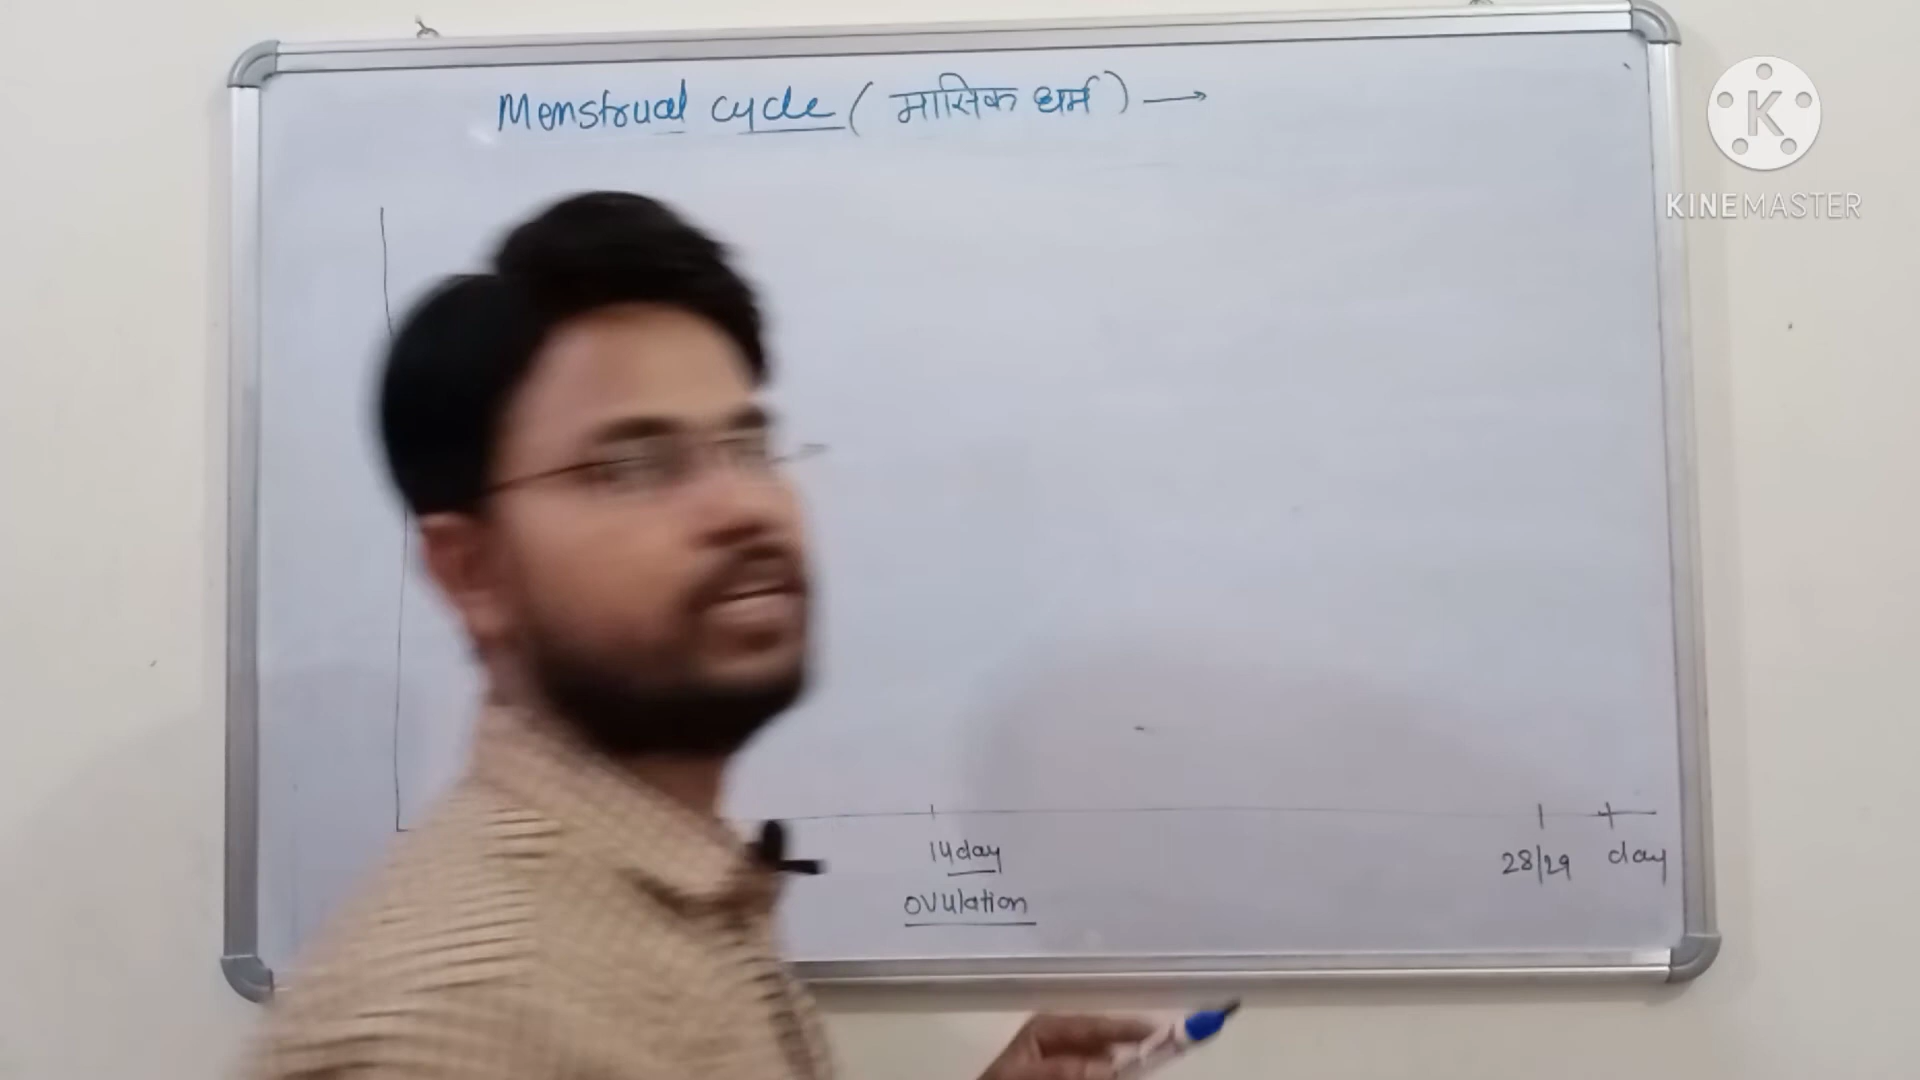 Menstrual cycle ( मासिक धर्म ) →
K
KINEMASTER
14day
28/29 day
ovulation